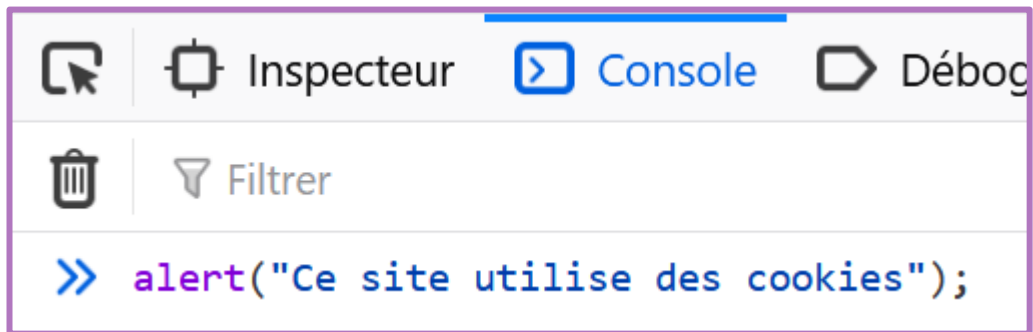 Inspecteur Console Débog
Filtrer
>> alert("Ce site utilise des cookies");